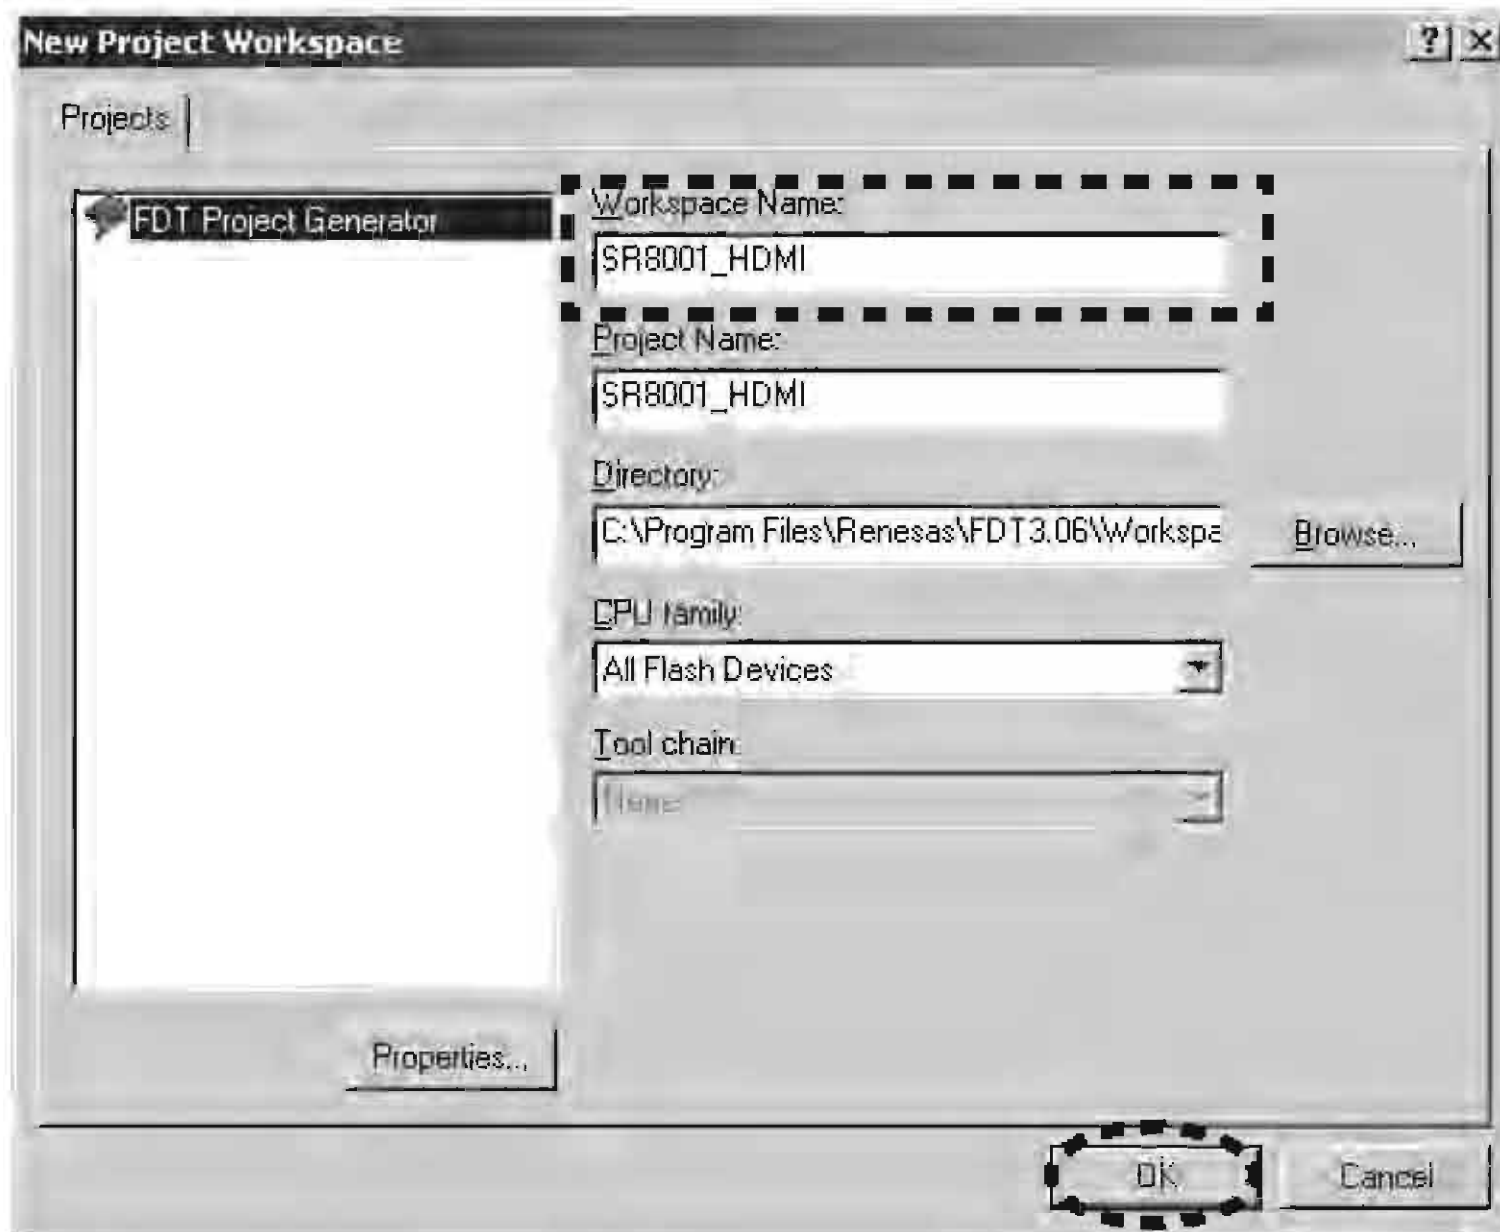 New Project Workspace
Projects
FDT Project Generator
Workspace Name:
SR8001_HDMI
Project Name:
SR8001_HDMI
Directory:
C:\Program Files\Renesas\FDT3.06\Workspa
Browse...
CPU family:
All Flash Devices
Tool chain:
None
Properties...
OK
Cancel